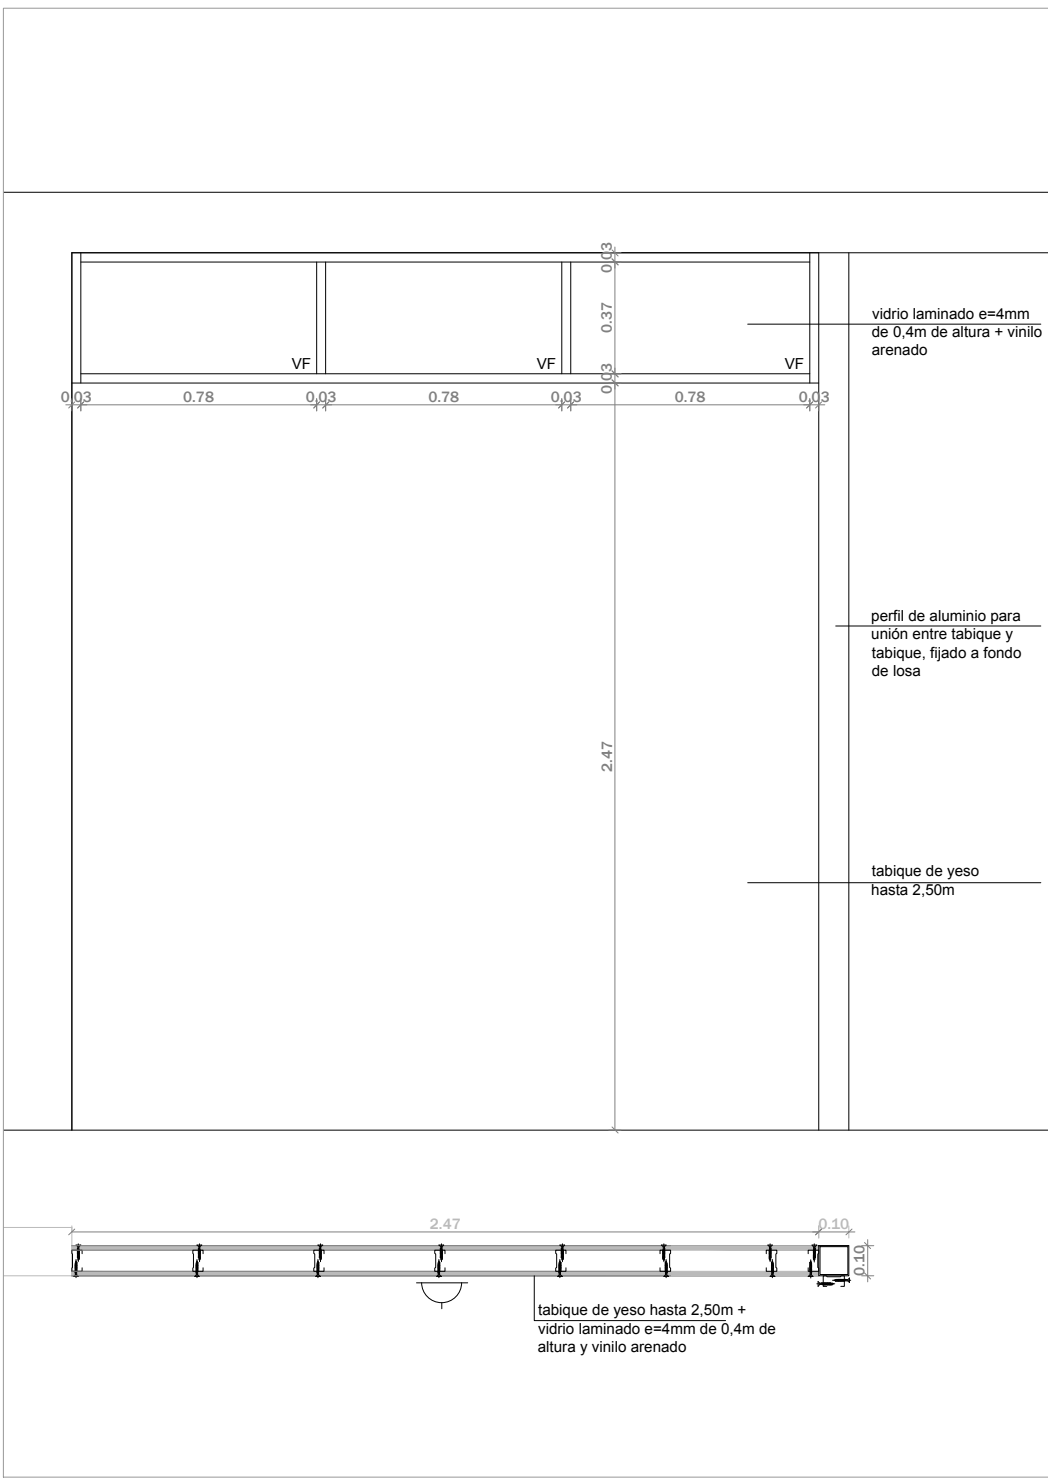 0.03
vidrio laminado e=4mm
de 0,4m de altura + vinilo
arenado
0.37
VF
VF
VF
0.03
0.03
0.78
0.03
0.78
0.03
0.78
0.03
perfil de aluminio para
unión entre tabique y
tabique, fijado a fondo
de losa
2.47
tabique de yeso
hasta 2,50m
2.47
0.10
0.10
tabique de yeso hasta 2,50m +
vidrio laminado e=4mm de 0,4m de
altura y vinilo arenado